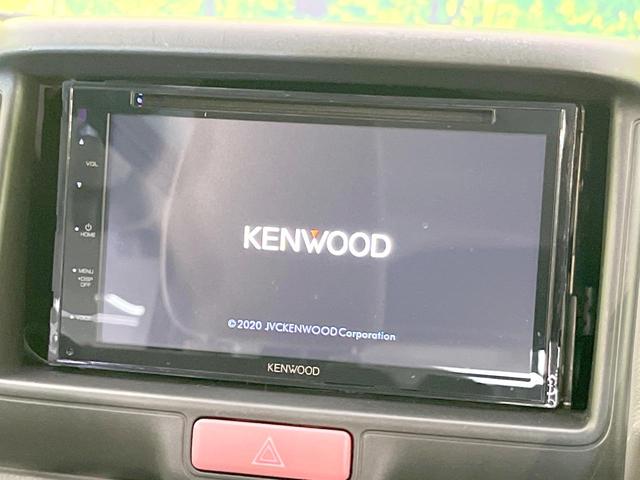 VOL
HOME
MENU
•DISP
OFF
KENWOOD
©2020 JVCKENWOOD Corporation
KENWOOD